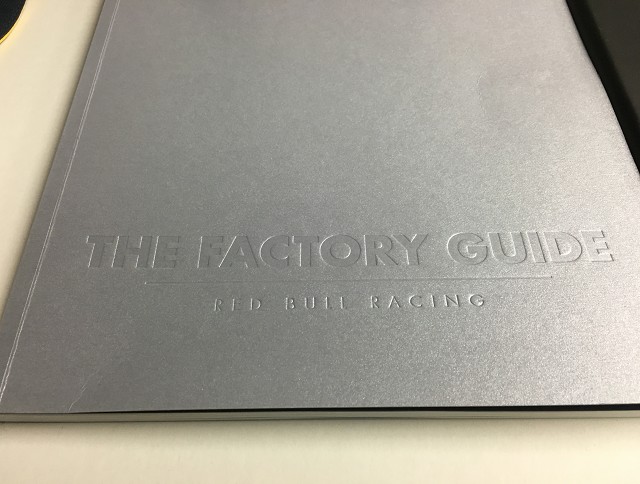 THE FACTORY GUIDE
RED BULL RACING